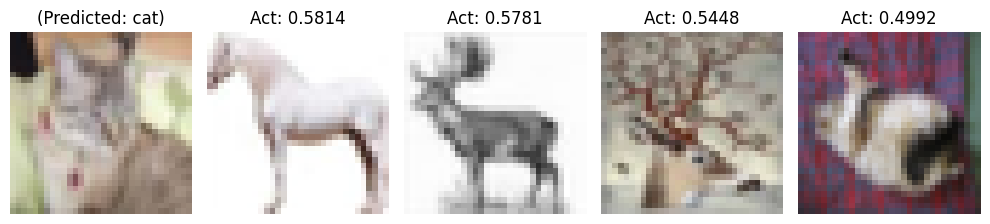 (Predicted: cat)
Act: 0.5814
Act: 0.5781
Act: 0.5448
Act: 0.4992